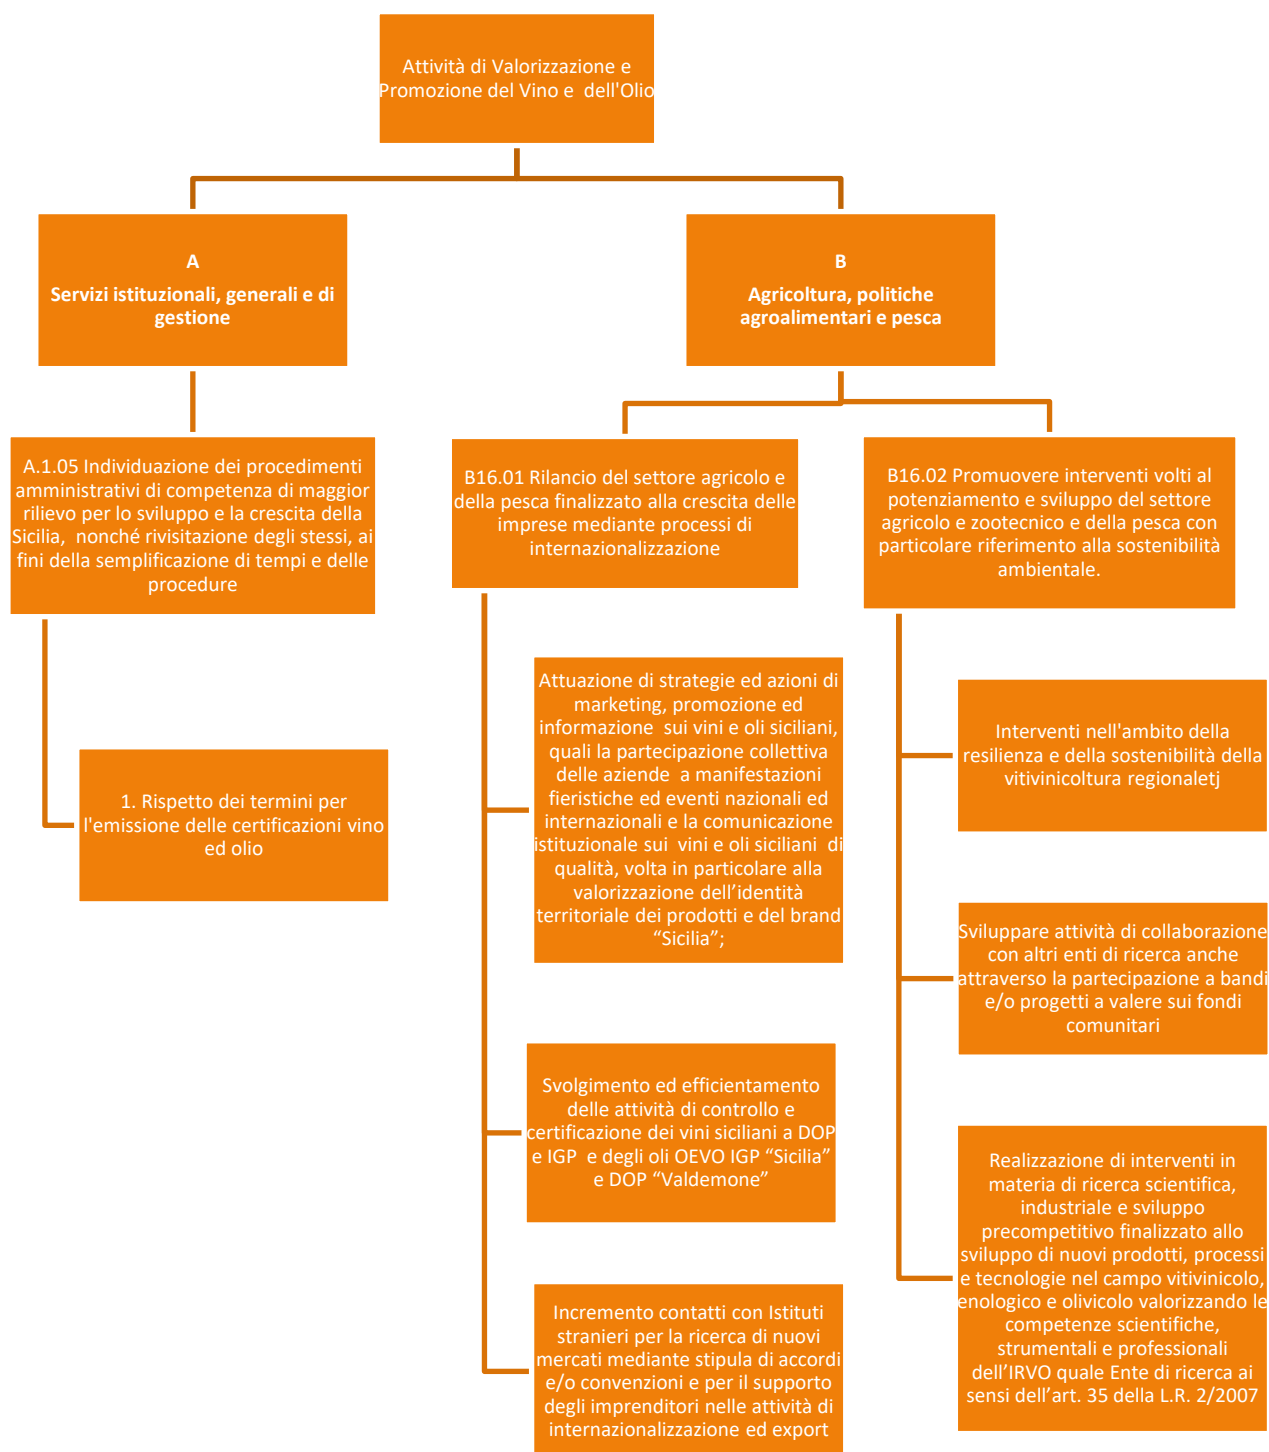 Attività di Valorizzazione e
Promozione del Vino e dell'Olio
A
Servizi istituzionali, generali e di
gestione
B
Agricoltura, politiche
agroalimentari e pesca
A.1.05 Individuazione dei procedimenti
amministrativi di competenza di maggior
rilievo per lo sviluppo e la crescita della
Sicilia, nonché rivisitazione degli stessi, ai
fini della semplificazione di tempi e delle
procedure
B16.01 Rilancio del settore agricolo e
della pesca finalizzato alla crescita delle
imprese mediante processi di
internazionalizzazione
B16.02 Promuovere interventi volti al
potenziamento e sviluppo del settore
agricolo e zootecnico e della pesca con
particolare riferimento alla sostenibilità
ambientale.
1. Rispetto dei termini per
l'emissione delle certificazioni vino
ed olio
Attuazione di strategie ed azioni di
marketing, promozione ed
informazione sui vini e oli siciliani,
quali la partecipazione collettiva
delle aziende a manifestazioni
fieristiche ed eventi nazionali ed
internazionali e la comunicazione
istituzionale sui vini e oli siciliani di
qualità, volta in particolare alla
valorizzazione dell’identità
territoriale dei prodotti e del brand
“Sicilia”;
Svolgimento ed efficientamento
delle attività di controllo e
certificazione dei vini siciliani a DOP
e IGP e degli oli OEVO IGP “Sicilia”
e DOP “Valdemone”
Incremento contatti con Istituti
stranieri per la ricerca di nuovi
mercati mediante stipula di accordi
e/o convenzioni e per il supporto
degli imprenditori nelle attività di
internazionalizzazione ed export
Interventi nell'ambito della
resilienza e della sostenibilità della
vitivinicoltura regionaletj
Sviluppare attività di collaborazione
con altri enti di ricerca anche
attraverso la partecipazione a bandi
e/o progetti a valere sui fondi
comunitari
Realizzazione di interventi in
materia di ricerca scientifica,
industriale e sviluppo
precompetitivo finalizzato allo
sviluppo di nuovi prodotti, processi
e tecnologie nel campo vitivinicolo,
enologico e olivicolo valorizzando le
competenze scientifiche,
strumentali e professionali
dell’IRVO quale Ente di ricerca ai
sensi dell’art. 35 della L.R. 2/2007